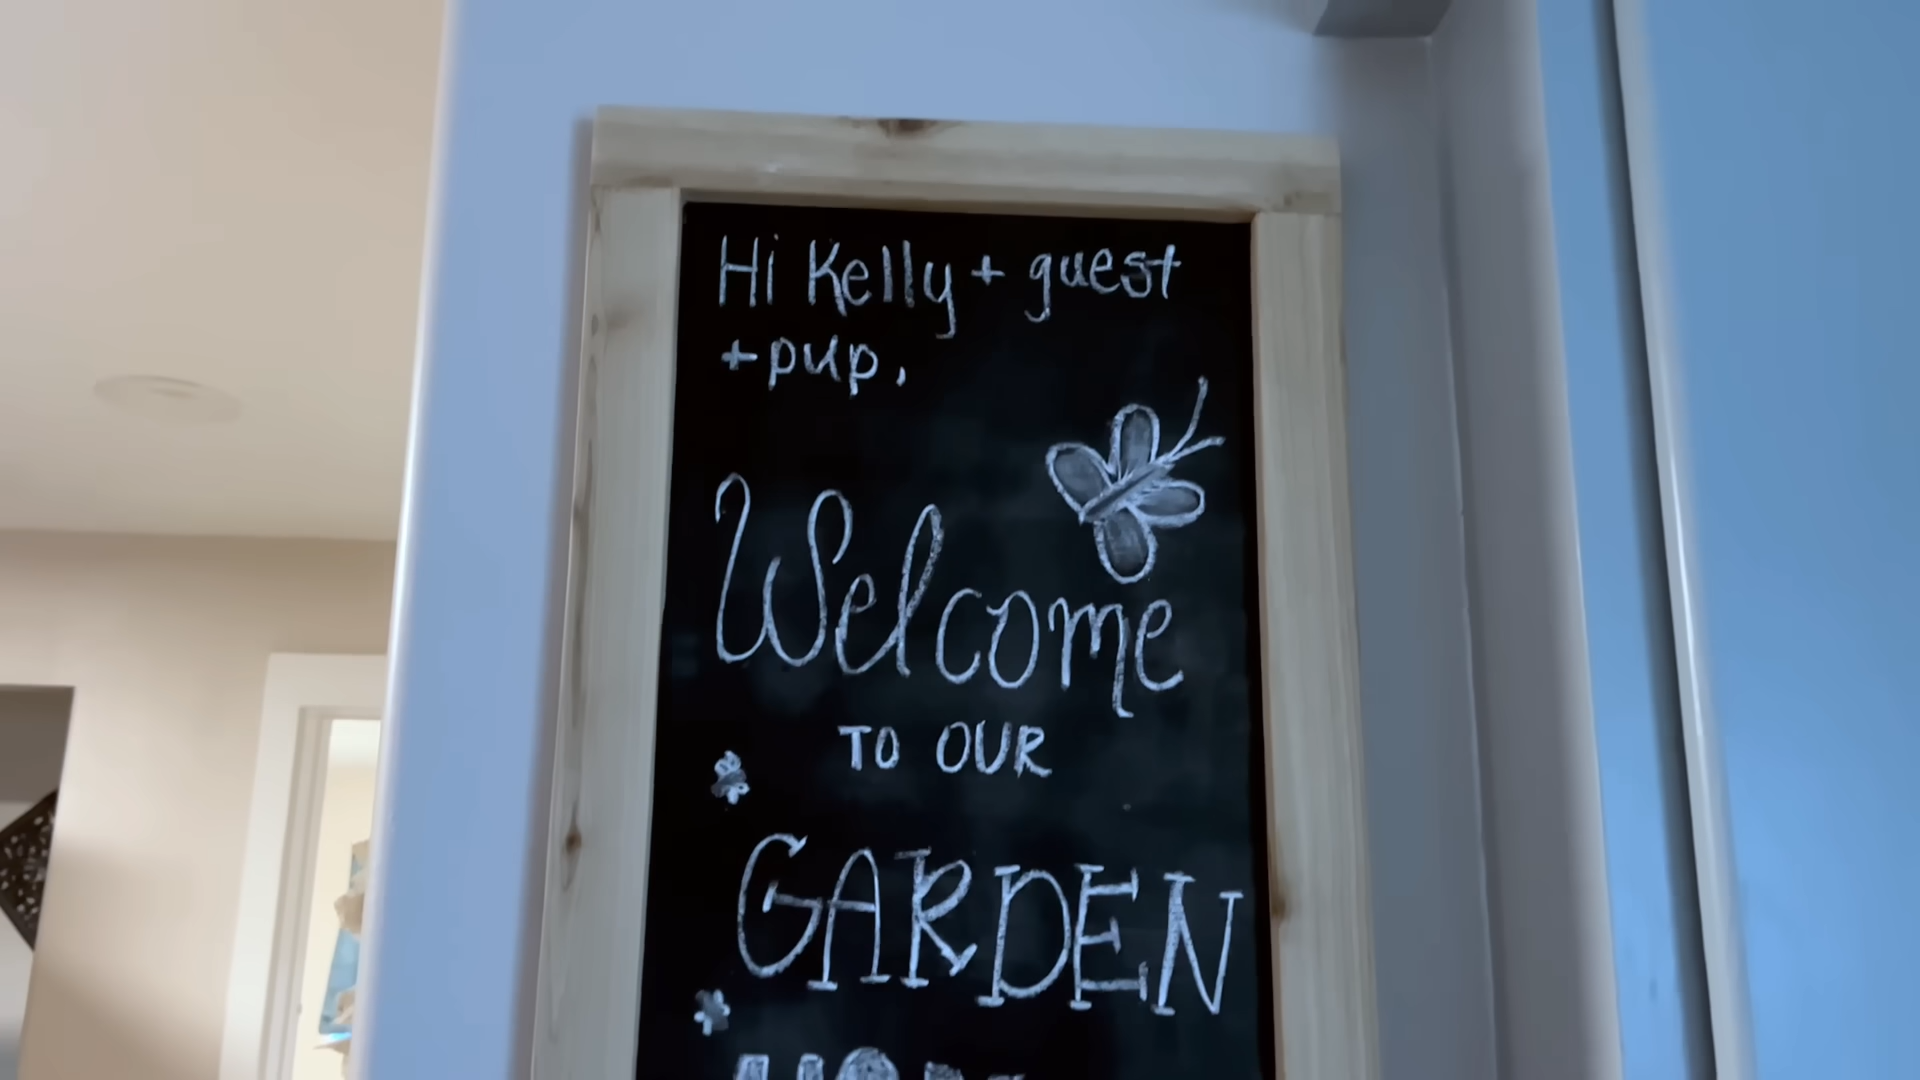 Hi Kelly + guest
+ pup,
Welcome
TO OUR
GARDEN